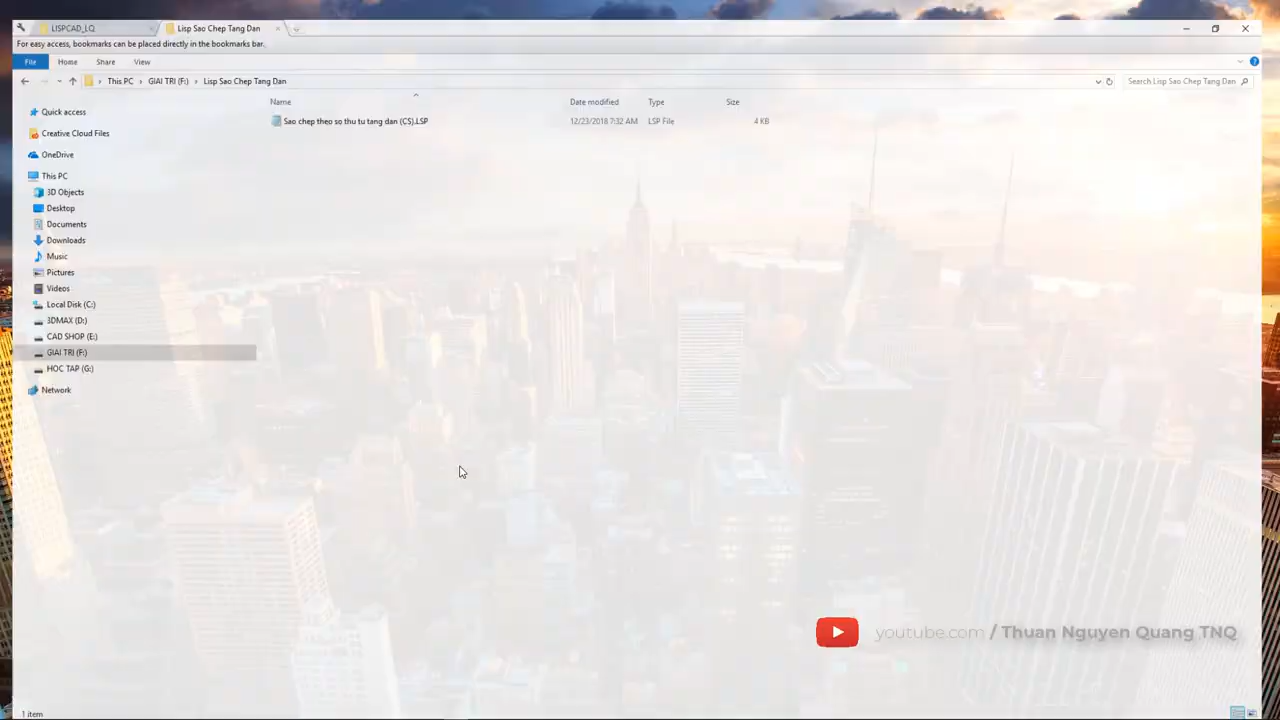 LISPCAD_LQ
Lisp Sao Chep Tang Dan
For easy access, bookmarks can be placed directly in the bookmarks bar.
File Home Share View
This PC > GIAI TRI (F:) > Lisp Sao Chep Tang Dan
Search Lisp Sao Chep Tang Dan
Name Date modified Type Size
Sao chep theo so thu tu tang dan (CS).LSP 12/23/2018 7:32 AM LSP File 4 KB
Quick access
Creative Cloud Files
OneDrive
This PC
3D Objects
Desktop
Documents
Downloads
Music
Pictures
Videos
Local Disk (C:)
3DMAX (D:)
CAD SHOP (E:)
GIAI TRI (F:)
HOC TAP (G:)
Network
youtube.com / Thuan Nguyen Quang TNQ
1 item